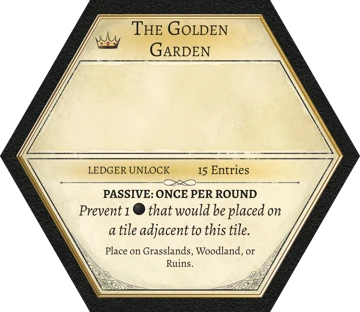 THE GOLDEN
GARDEN
LEDGER UNLOCK 15 Entries
PASSIVE: ONCE PER ROUND
Prevent 1 ⚫ that would be placed on
a tile adjacent to this tile.
Place on Grasslands, Woodland, or
Ruins.